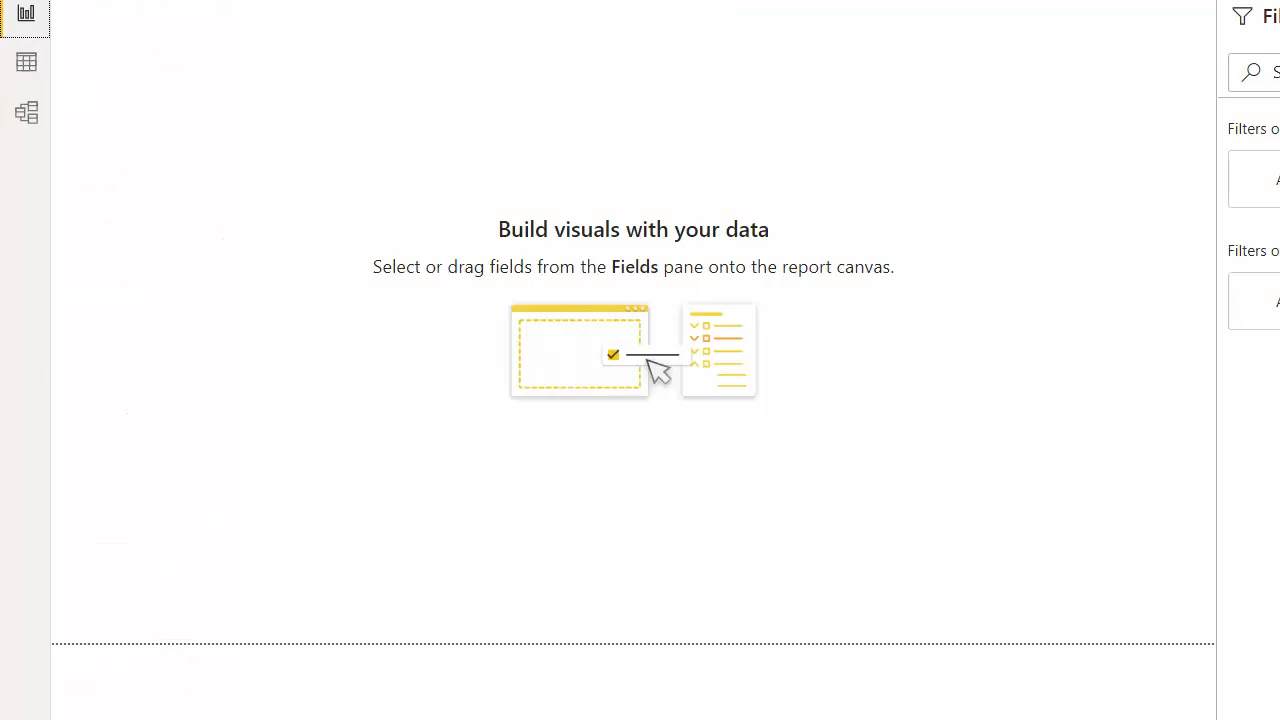 Fil
S
Filters o
A
Filters o
A
Build visuals with your data
Select or drag fields from the Fields pane onto the report canvas.